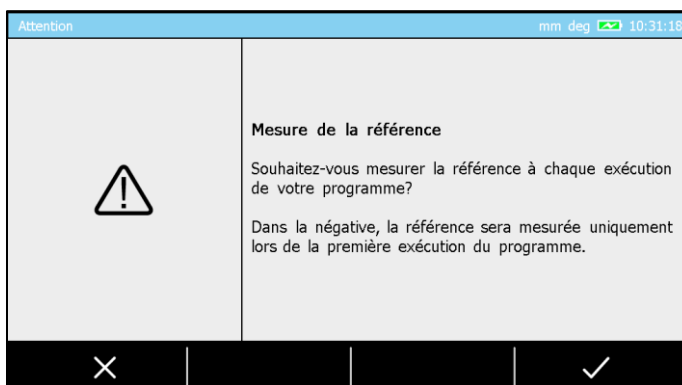 Attention
mm deg 10:31:18
Mesure de la référence
Souhaitez-vous mesurer la référence à chaque exécution
de votre programme?
Dans la négative, la référence sera mesurée uniquement
lors de la première exécution du programme.